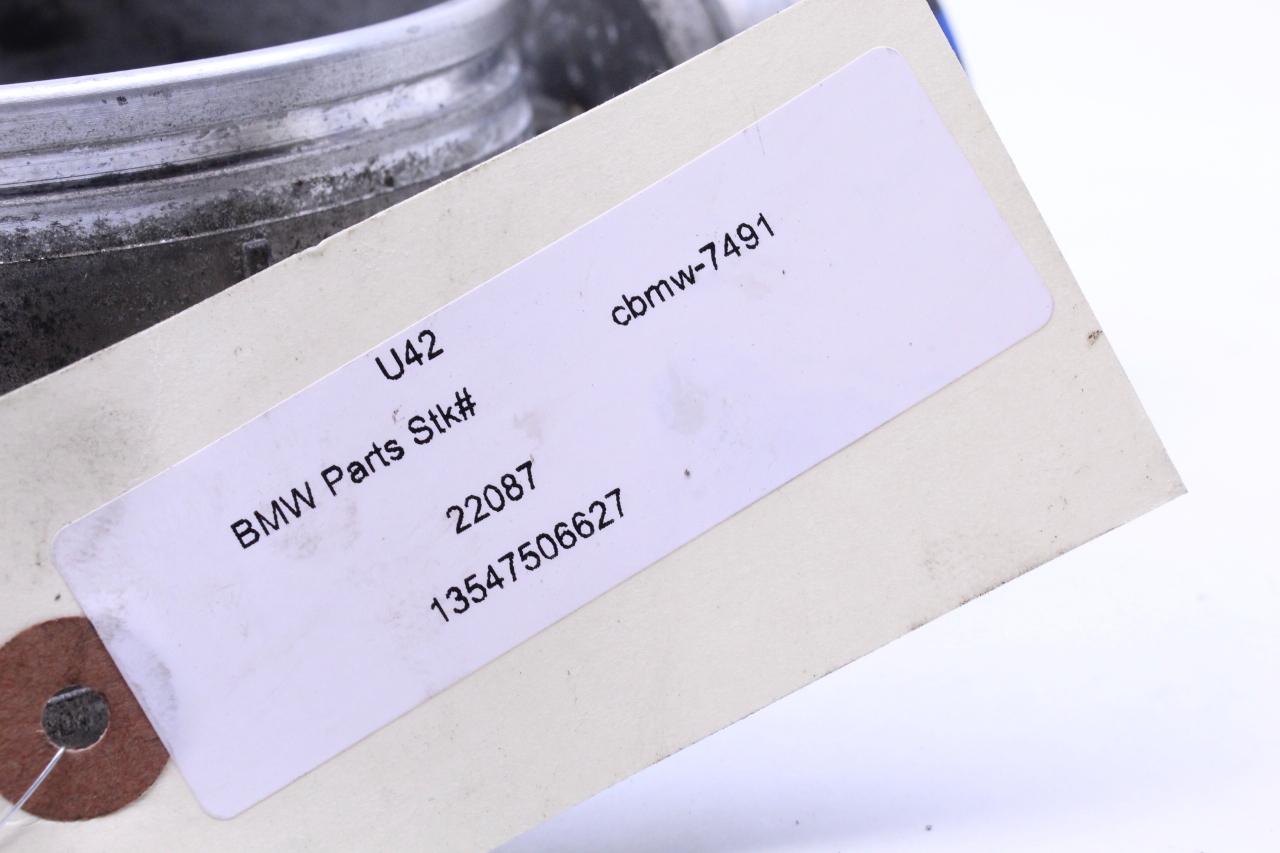 U42
cbmw-7491
BMW Parts Stk#
22087
13547506627